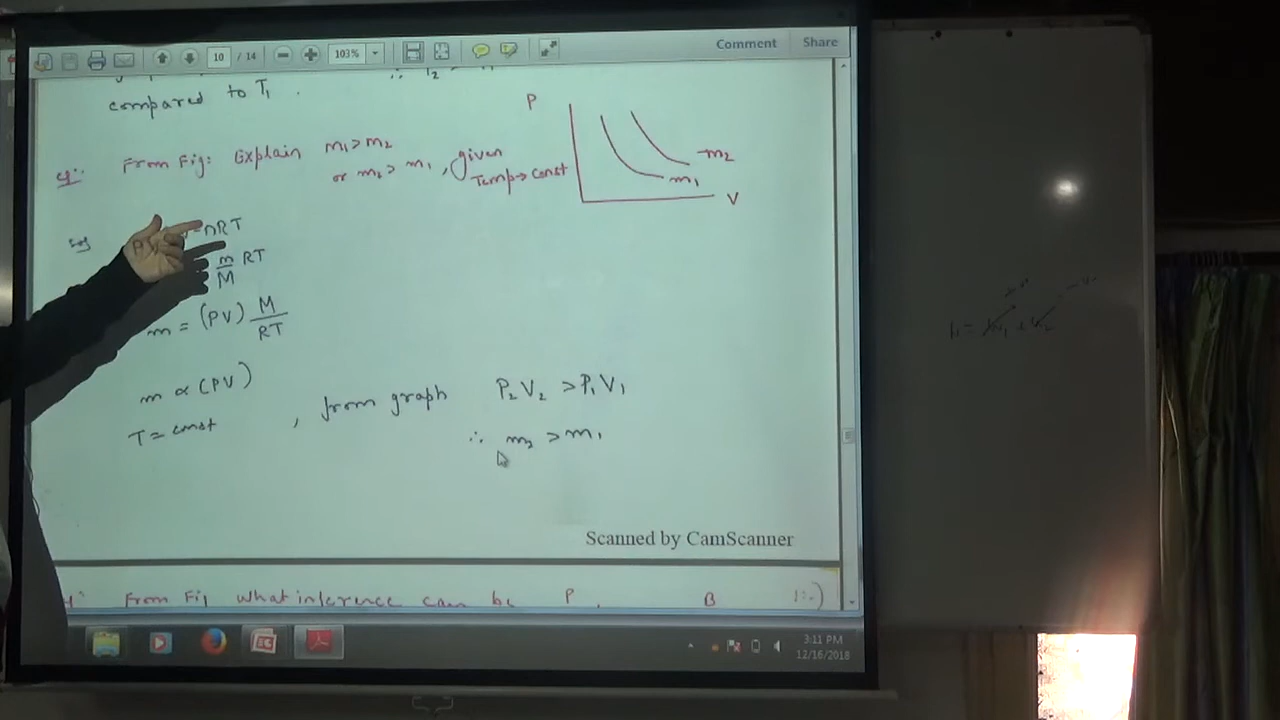 10 / 14
103%
Comment
Share
compared to T₁ .
P
From Fig: Explain m₁ > m₂
or m₂ > m₁ , given
Temp → const
m₂
m₁
V
Sol
nRT
m/M RT
m = (PV) M/RT
m ∝ (PV)
T = const , from graph P₂V₂ > P₁V₁
∴ m₂ > m₁
Scanned by CamScanner
From Fig what inference can be P B
3:11 PM
12/16/2018